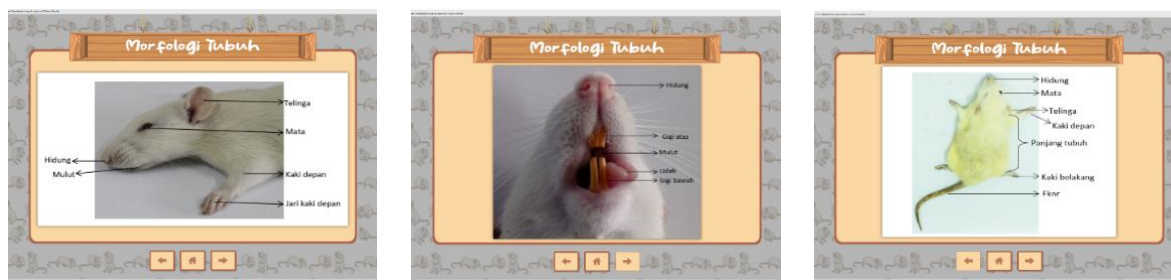 Morfologi Tubuh
Telinga
Mata
Hidung
Mulut
Kaki depan
Jari kaki depan
Morfologi Tubuh
Hidung
Gigi atas
Mulut
Lidah
Gigi bawah
Morfologi Tubuh
Hidung
Mata
Telinga
Kaki depan
Panjang tubuh
Kaki belakang
Ekor